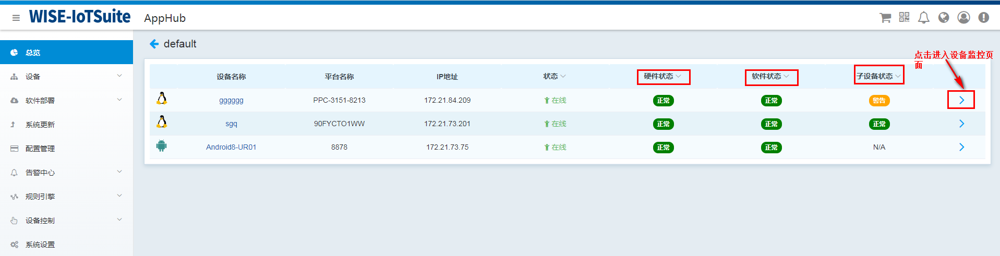 WISE-IoTSuite AppHub
default
点击进入设备监控页
面
总览
设备
软件部署
系统更新
配置管理
告警中心
规则引擎
设备控制
系统设置
设备名称 平台名称 IP地址 状态 硬件状态 软件状态 子设备状态
gggggg PPC-3151-8213 172.21.84.209 在线 正常 正常 警告
sgq 90FYCTO1WW 172.21.73.201 在线 正常 正常 正常
Android8-UR01 8878 172.21.73.75 在线 正常 正常 N/A